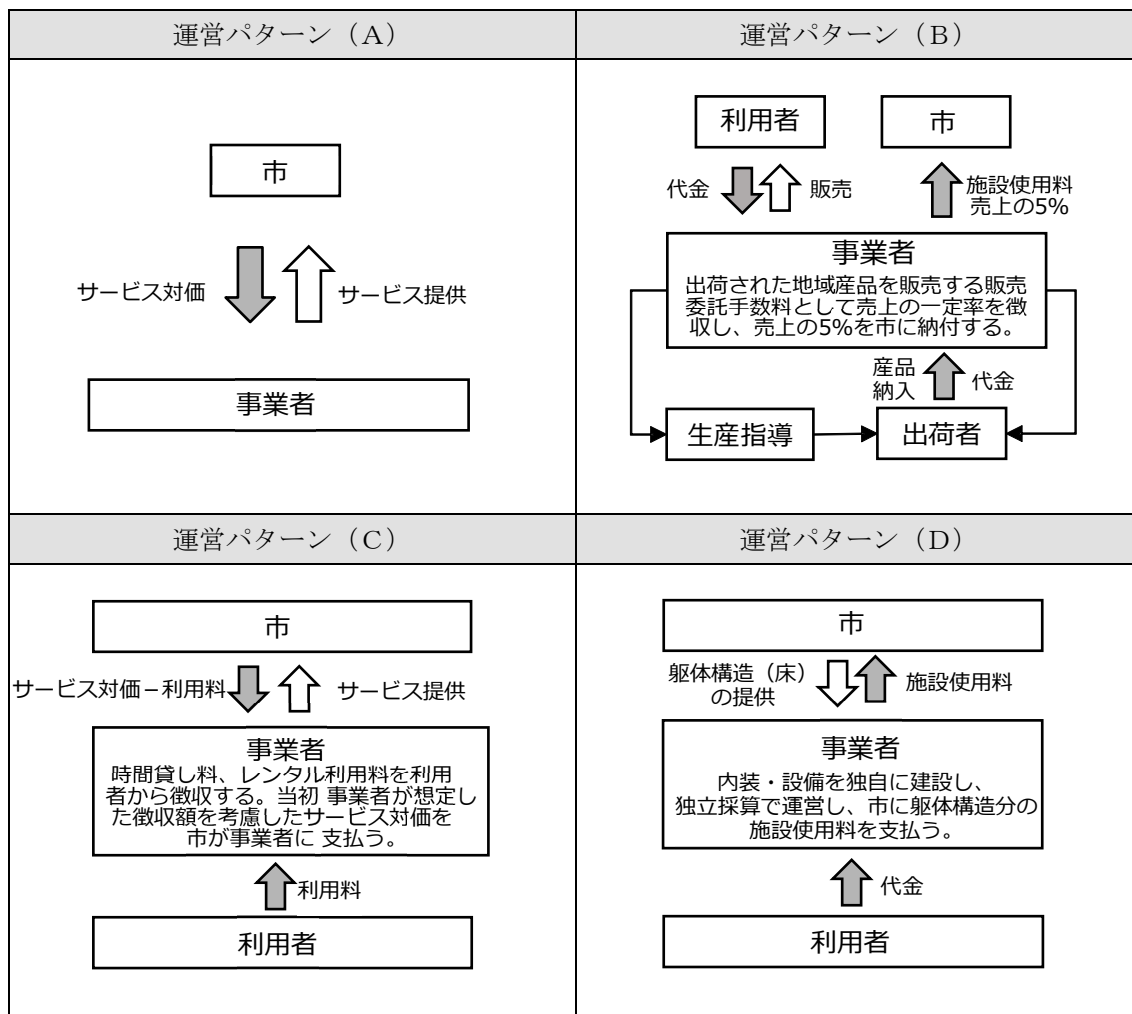 運営パターン（A）
市
サービス対価
サービス提供
事業者
運営パターン（B）
利用者
市
代金
販売
施設使用料
売上の5%
事業者
出荷された地域産品を販売する販売
委託手数料として売上の一定率を徴
収し、売上の5%を市に納付する。
産品
納入
代金
生産指導
出荷者
運営パターン（C）
市
サービス対価－利用料
サービス提供
事業者
時間貸し料、レンタル利用料を利用
者から徴収する。当初 事業者が想定し
た徴収額を考慮したサービス対価を
市が事業者に 支払う。
利用料
利用者
運営パターン（D）
市
躯体構造（床）
の提供
施設使用料
事業者
内装・設備を独自に建設し、
独立採算で運営し、市に躯体構造分の
施設使用料を支払う。
代金
利用者